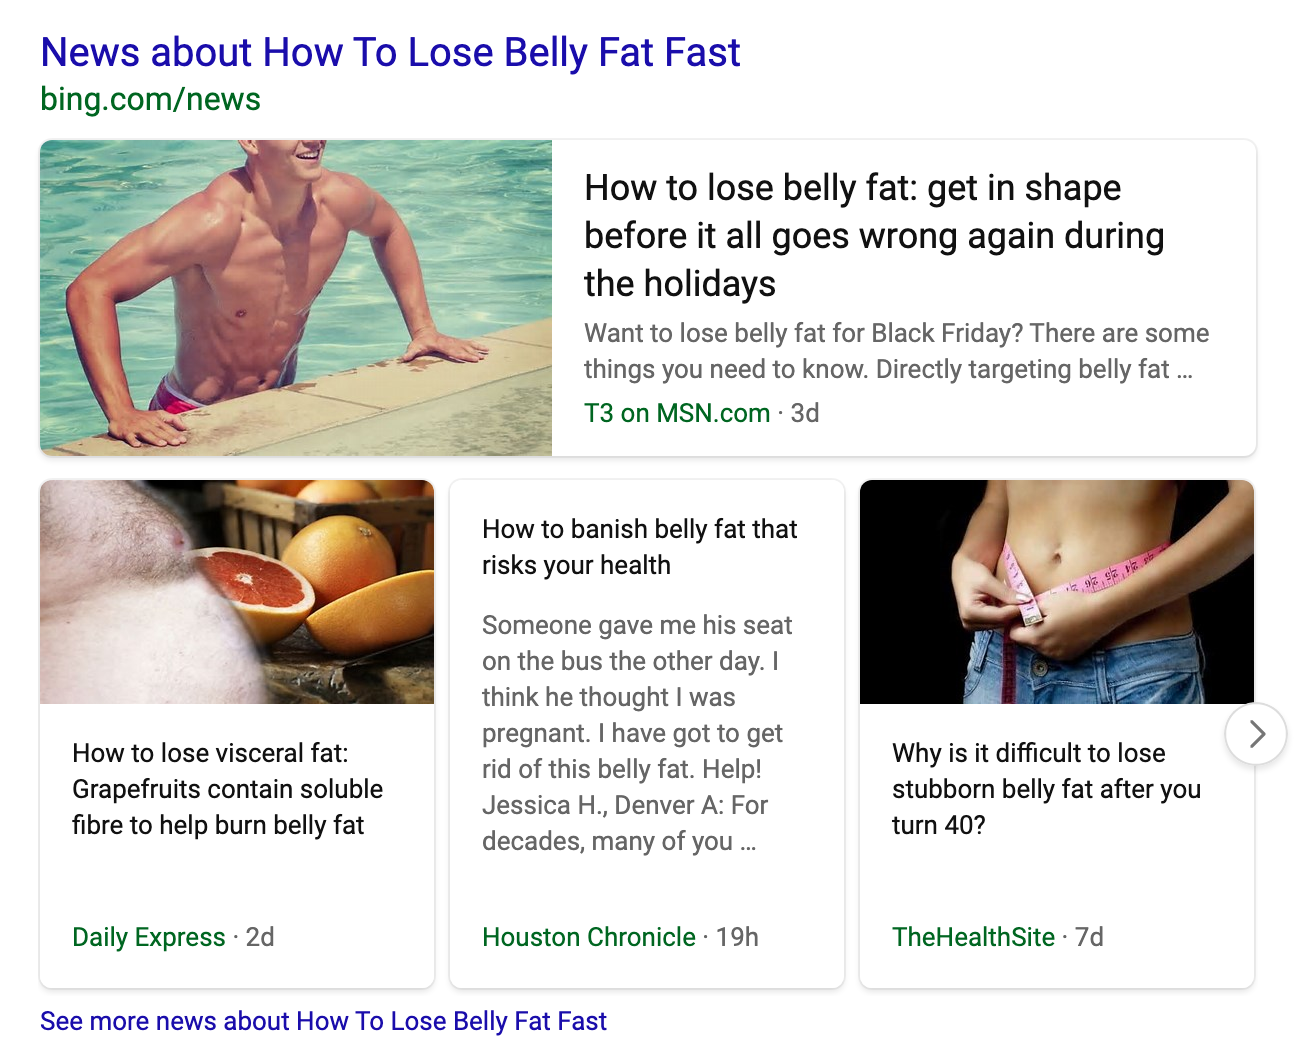 News about How To Lose Belly Fat Fast
bing.com/news
How to lose belly fat: get in shape
before it all goes wrong again during
the holidays
Want to lose belly fat for Black Friday? There are some
things you need to know. Directly targeting belly fat ...
T3 on MSN.com · 3d
How to lose visceral fat:
Grapefruits contain soluble
fibre to help burn belly fat
Daily Express · 2d
How to banish belly fat that
risks your health
Someone gave me his seat
on the bus the other day. I
think he thought I was
pregnant. I have got to get
rid of this belly fat. Help!
Jessica H., Denver A: For
decades, many of you ...
Houston Chronicle · 19h
Why is it difficult to lose
stubborn belly fat after you
turn 40?
TheHealthSite · 7d
See more news about How To Lose Belly Fat Fast